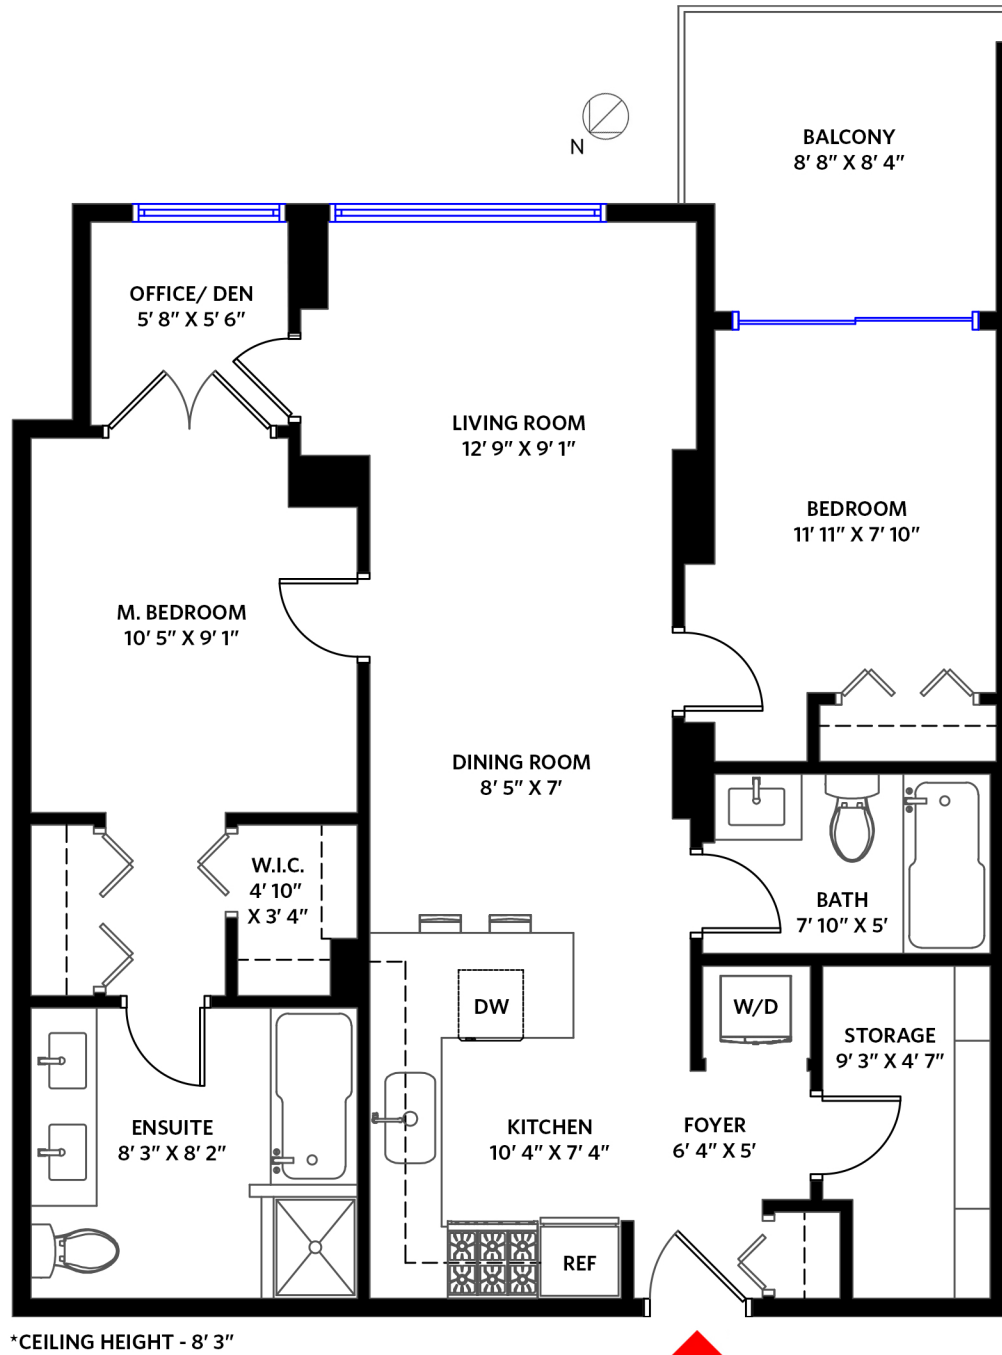 BALCONY
8' 8" X 8' 4"
N
OFFICE/ DEN
5' 8" X 5' 6"
LIVING ROOM
12' 9" X 9' 1"
BEDROOM
11' 11" X 7' 10"
M. BEDROOM
10' 5" X 9' 1"
DINING ROOM
8' 5" X 7'
W.I.C.
4' 10"
X 3' 4"
BATH
7' 10" X 5'
DW
W/D
STORAGE
9' 3" X 4' 7"
ENSUITE
8' 3" X 8' 2"
KITCHEN
10' 4" X 7' 4"
FOYER
6' 4" X 5'
REF
*CEILING HEIGHT - 8' 3"